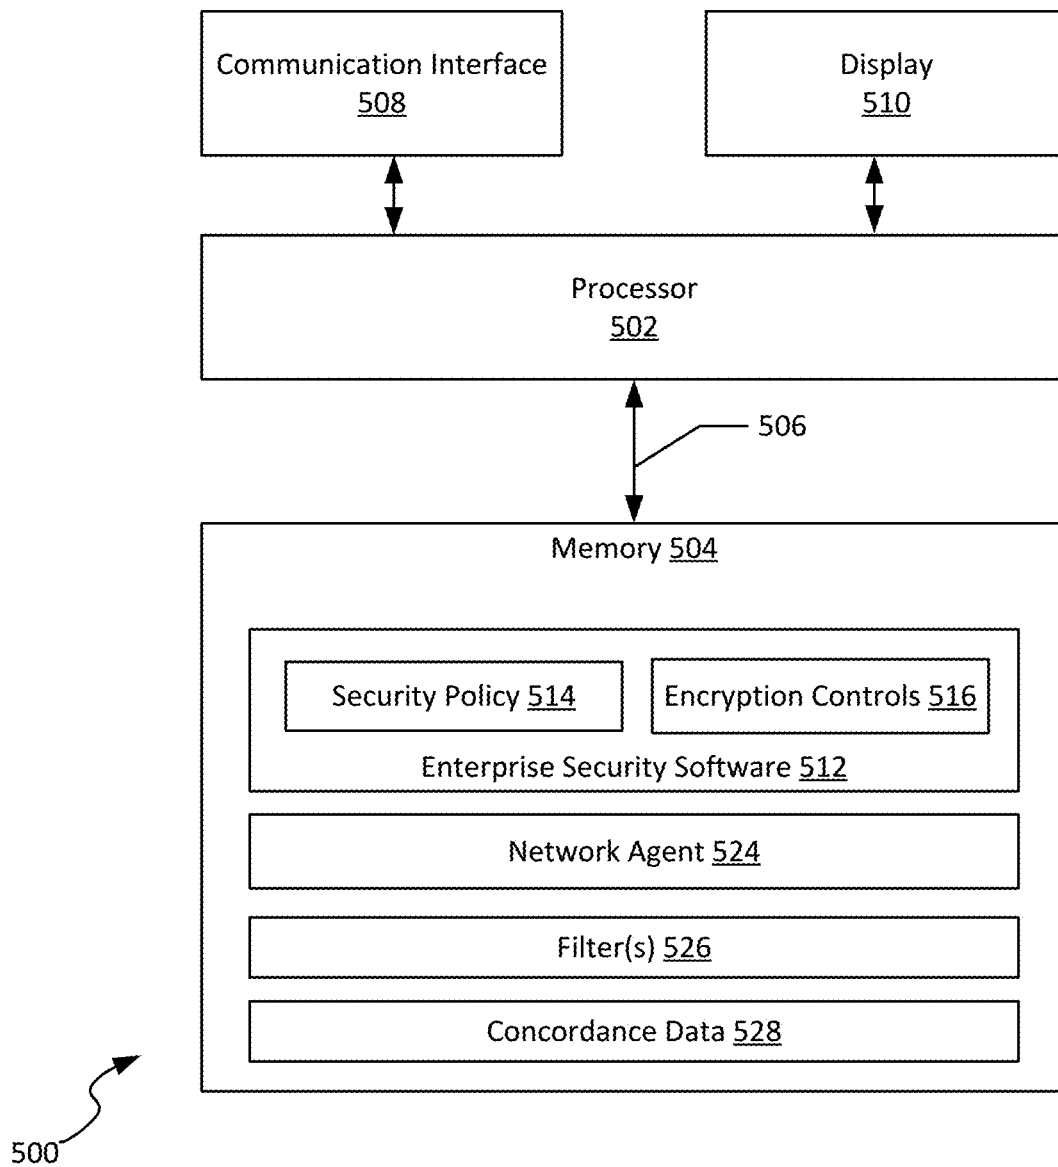 Communication Interface
508
Display
510
Processor
502
506
Memory 504
Security Policy 514
Encryption Controls 516
Enterprise Security Software 512
Network Agent 524
Filter(s) 526
Concordance Data 528
500